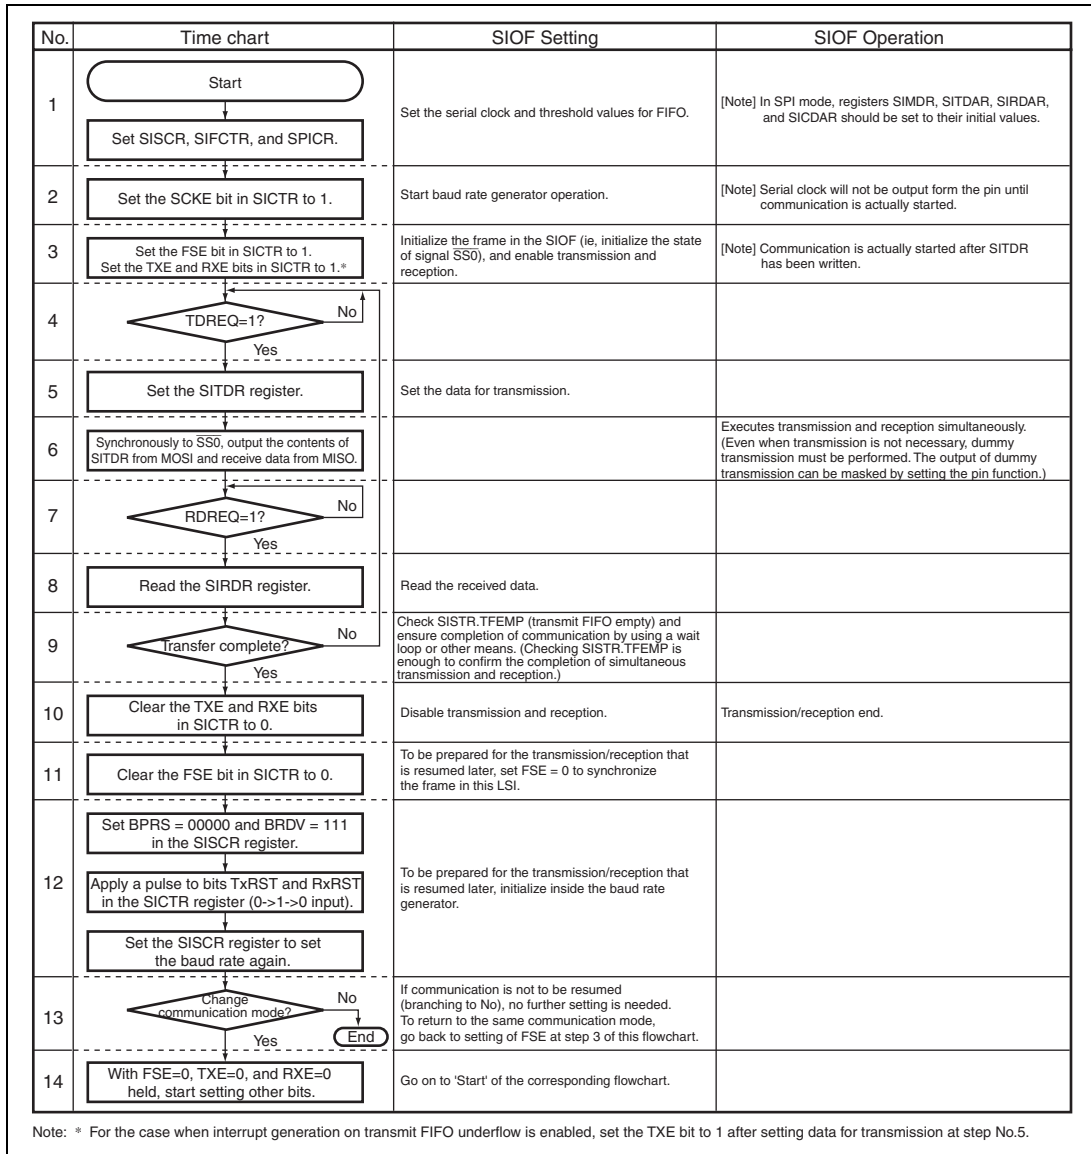 No. Time chart SIOF Setting SIOF Operation
1
Start
Set SISCR, SIFCTR, and SPICR.
Set the serial clock and threshold values for FIFO.
[Note] In SPI mode, registers SIMDR, SITDAR, SIRDAR,
and SICDAR should be set to their initial values.
2
Set the SCKE bit in SICTR to 1.
Start baud rate generator operation.
[Note] Serial clock will not be output form the pin until
communication is actually started.
3
Set the FSE bit in SICTR to 1.
Set the TXE and RXE bits in SICTR to 1.*
Initialize the frame in the SIOF (ie, initialize the state
of signal SS0), and enable transmission and
reception.
[Note] Communication is actually started after SITDR
has been written.
4
TDREQ=1?
No
Yes
5
Set the SITDR register.
Set the data for transmission.
6
Synchronously to SS0, output the contents of
SITDR from MOSI and receive data from MISO.
Executes transmission and reception simultaneously.
(Even when transmission is not necessary, dummy
transmission must be performed. The output of dummy
transmission can be masked by setting the pin function.)
7
RDREQ=1?
No
Yes
8
Read the SIRDR register.
Read the received data.
9
Transfer complete?
No
Yes
Check SISTR.TFEMP (transmit FIFO empty) and
ensure completion of communication by using a wait
loop or other means. (Checking SISTR.TFEMP is
enough to confirm the completion of simultaneous
transmission and reception.)
10
Clear the TXE and RXE bits
in SICTR to 0.
Disable transmission and reception.
Transmission/reception end.
11
Clear the FSE bit in SICTR to 0.
To be prepared for the transmission/reception that
is resumed later, set FSE = 0 to synchronize
the frame in this LSI.
12
Set BPRS = 00000 and BRDV = 111
in the SISCR register.
Apply a pulse to bits TxRST and RxRST
in the SICTR register (0->1->0 input).
Set the SISCR register to set
the baud rate again.
To be prepared for the transmission/reception that
is resumed later, initialize inside the baud rate
generator.
13
Change
communication mode?
No
End
Yes
If communication is not to be resumed
(branching to No), no further setting is needed.
To return to the same communication mode,
go back to setting of FSE at step 3 of this flowchart.
14
With FSE=0, TXE=0, and RXE=0
held, start setting other bits.
Go on to 'Start' of the corresponding flowchart.
Note: * For the case when interrupt generation on transmit FIFO underflow is enabled, set the TXE bit to 1 after setting data for transmission at step No.5.